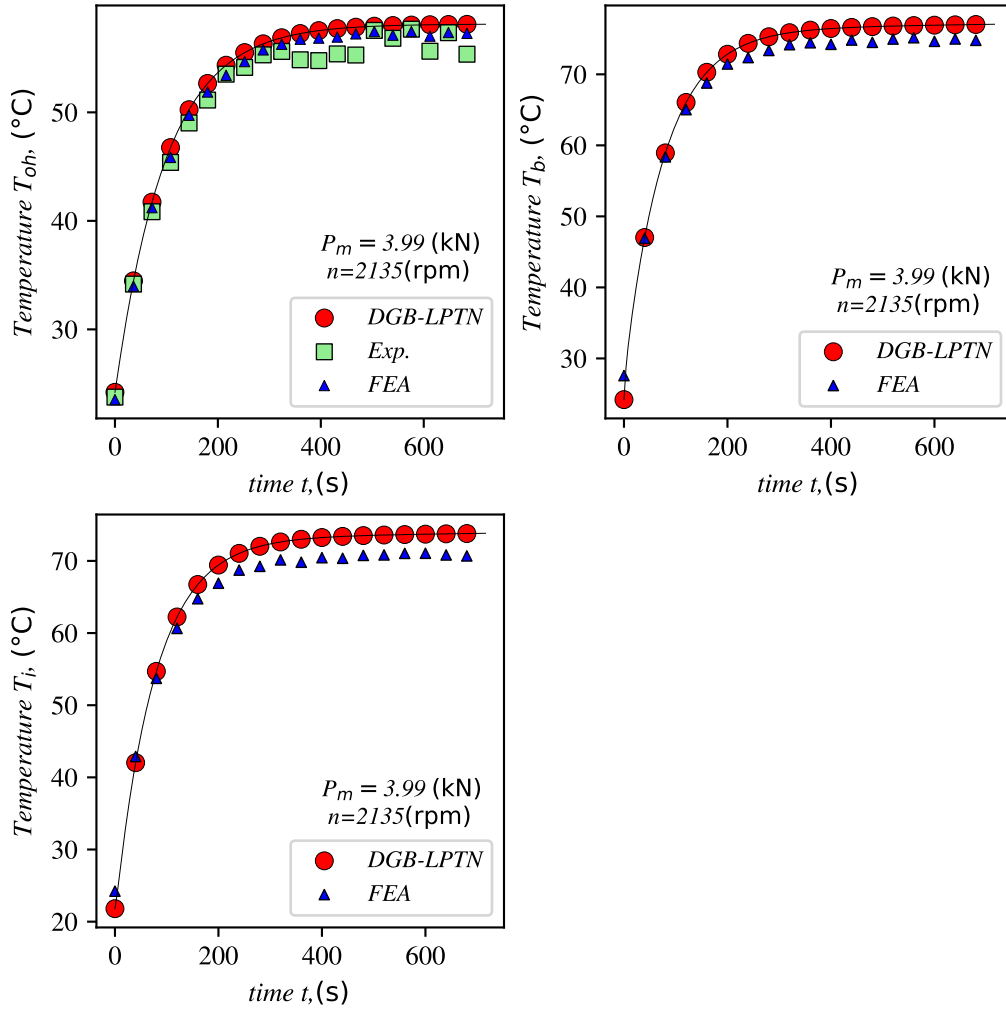 Temperature T_oh, (°C)
50
40
30
P_m = 3.99 (kN)
n=2135(rpm)
DGB-LPTN
Exp.
FEA
0 200 400 600
time t,(s)
Temperature T_b, (°C)
70
60
50
40
30
P_m = 3.99 (kN)
n=2135(rpm)
DGB-LPTN
FEA
0 200 400 600
time t,(s)
Temperature T_i, (°C)
70
60
50
40
30
20
P_m = 3.99 (kN)
n=2135(rpm)
DGB-LPTN
FEA
0 200 400 600
time t,(s)